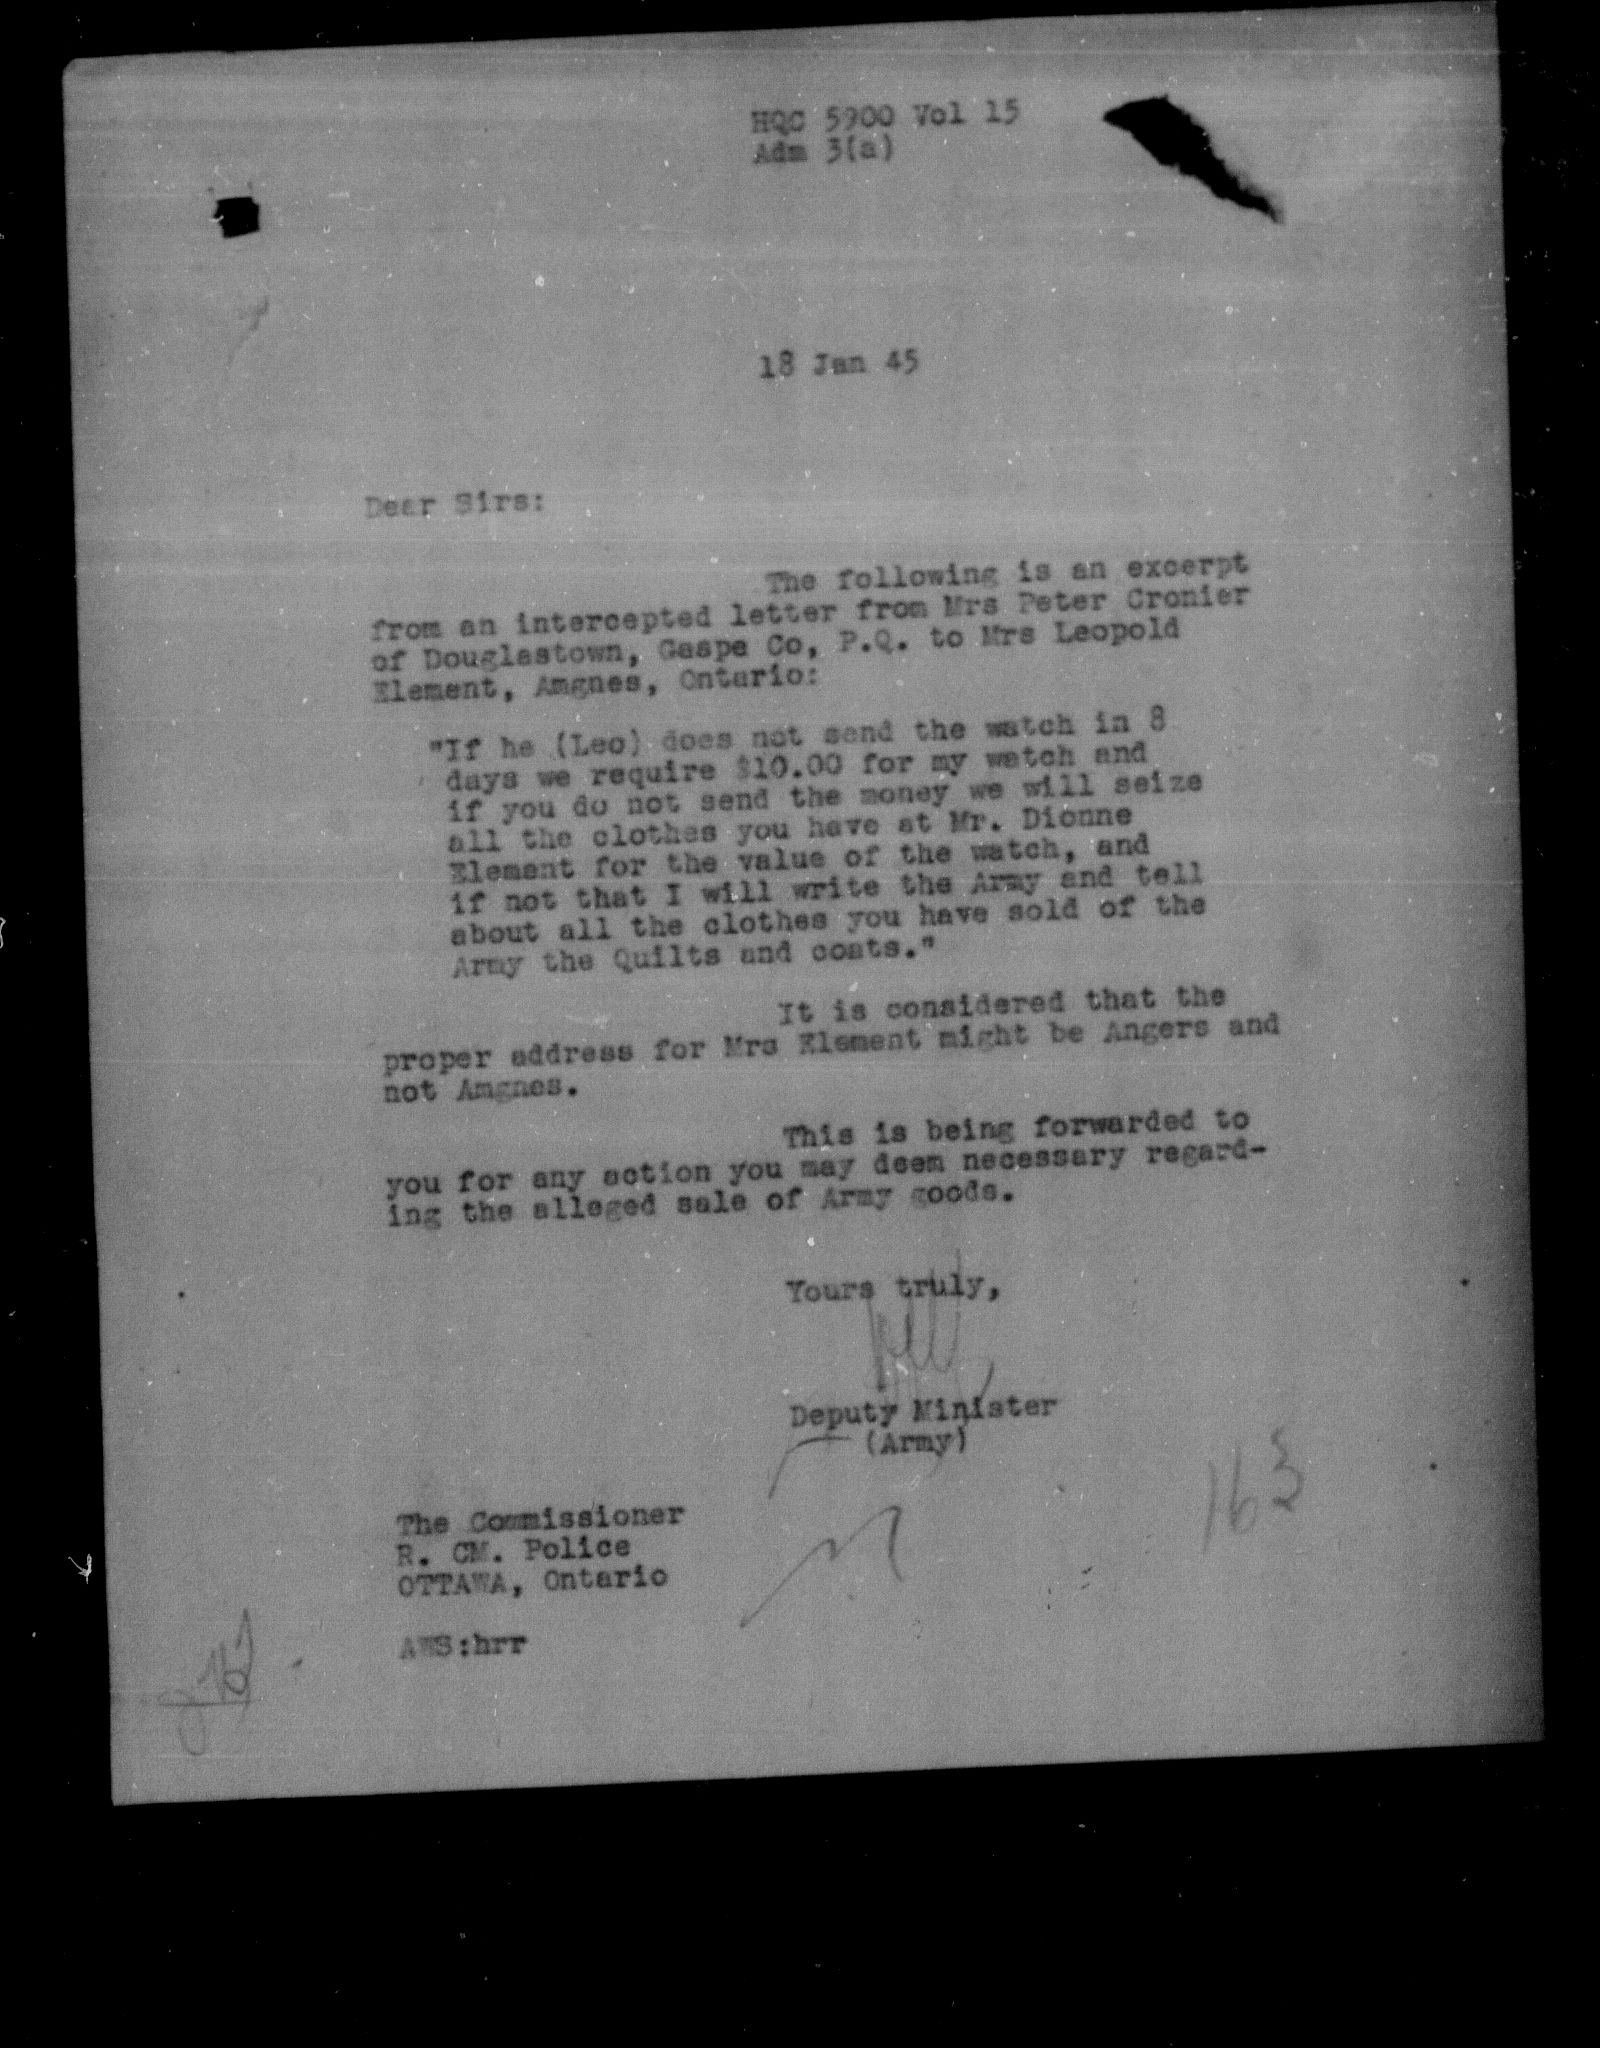 HQC 5900 Vol 15
Adm 3(a)
18 Jan 45
Dear Sirs:
The following is an excerpt
from an intercepted letter from Mrs Peter Cronier
of Douglastown, Gaspe Co, P.Q. to Mrs Leopold
Element, Amgnes, Ontario:
"If he (Leo) does not send the watch in 8
days we require $10.00 for my watch and
if you do not send the money we will seize
all the clothes you have at Mr. Dionne
Element for the value of the watch, and
if not that I will write the Army and tell
about all the clothes you have sold of the
Army the Quilts and coats."
It is considered that the
proper address for Mrs Element might be Angers and
not Amgnes.
This is being forwarded to
you for any action you may deem necessary regard-
ing the alleged sale of Army goods.
Yours truly,
Deputy Minister
(Army)
163
The Commissioner
R. CM. Police
OTTAWA, Ontario
AWS:hrr